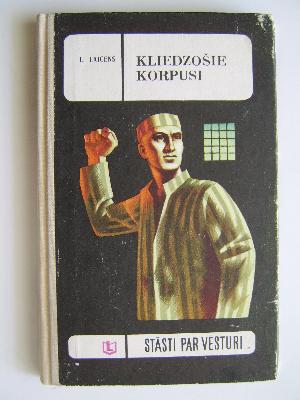 L. LAICENS
KLIEDZOŠIE
KORPUSI
STĀSTI PAR VĒSTURI